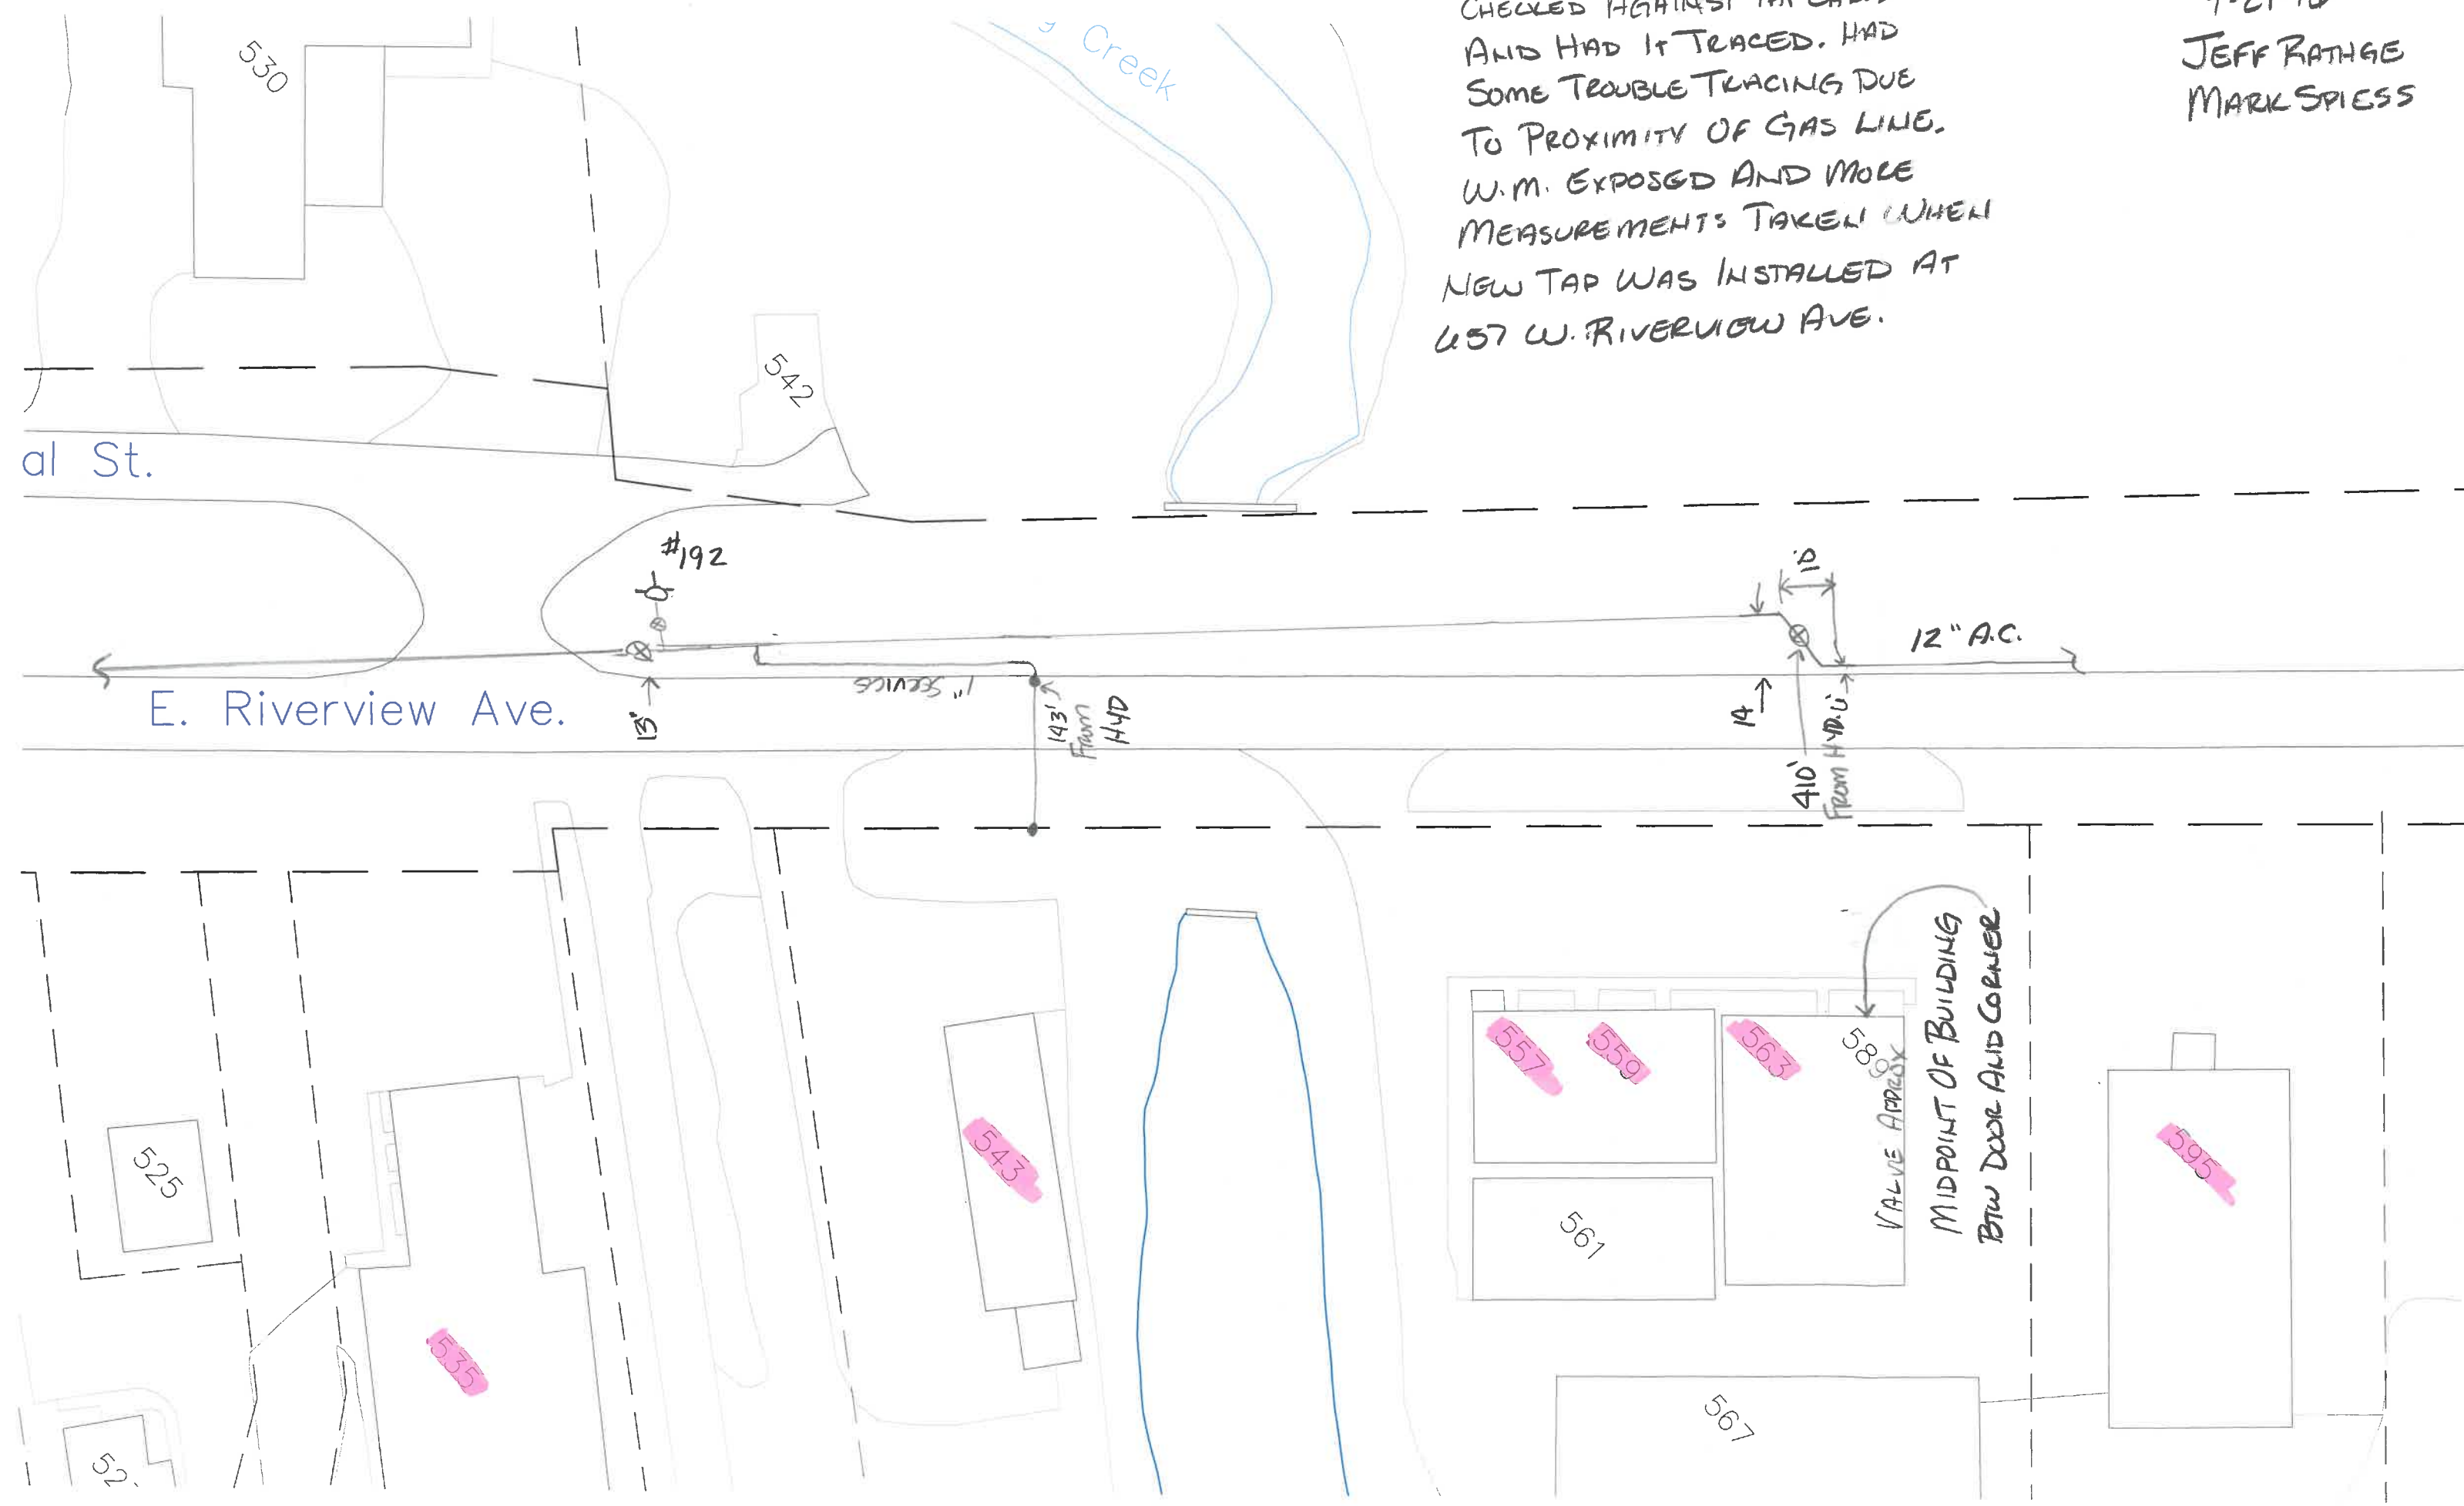 530
Creek
AND HAD IT TRACED. HAD
SOME TROUBLE TRACING DUE
TO PROXIMITY OF GAS LINE.
W.M. EXPOSED AND MORE
MEASUREMENTS TAKEN WHEN
NEW TAP WAS INSTALLED AT
657 W. RIVERVIEW AVE.
JEFF RATHGE
MARK SPIESS
542
al St.
#192
12" A.C.
1" SERVICE
E. Riverview Ave.
13'
143'
From
HYD
14
410'
FROM HYD.
VALVE APPROX
MIDPOINT OF BUILDING
BTW DOOR AND CORNER
557
559
563
589
543
595
525
561
535
567
52